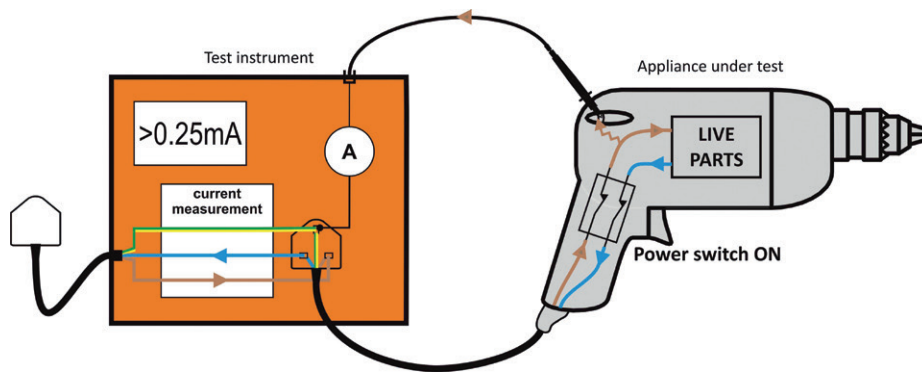 Test instrument
Appliance under test
>0.25mA
A
LIVE
PARTS
current
measurement
Power switch ON